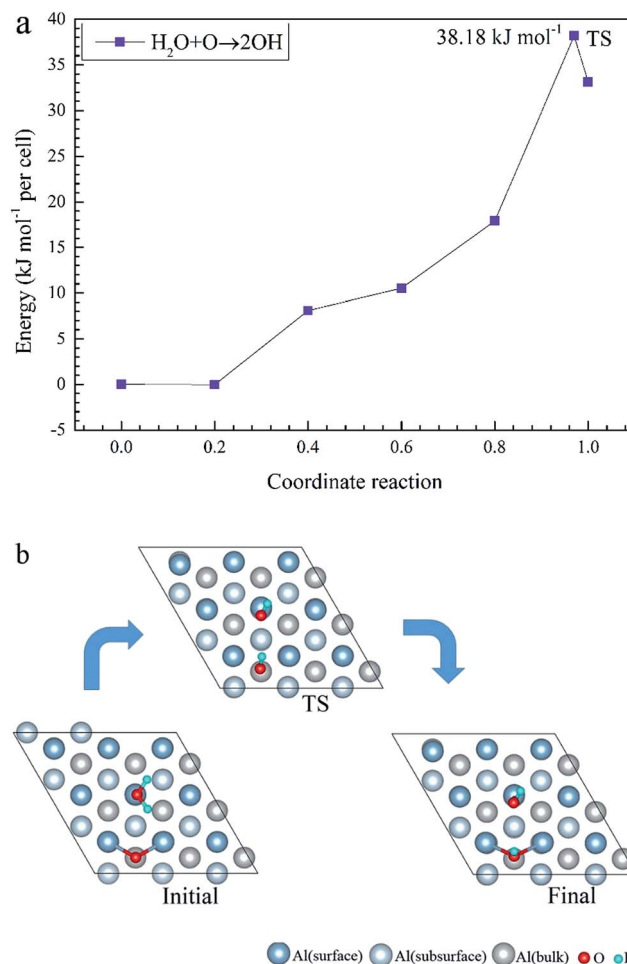 a
H₂O+O→2OH
38.18 kJ mol⁻¹ TS
40
35
30
25
20
15
10
5
0
-5
Energy (kJ mol⁻¹ per cell)
0.0 0.2 0.4 0.6 0.8 1.0
Coordinate reaction
b
TS
Initial
Final
Al(surface) Al(subsurface) Al(bulk) O